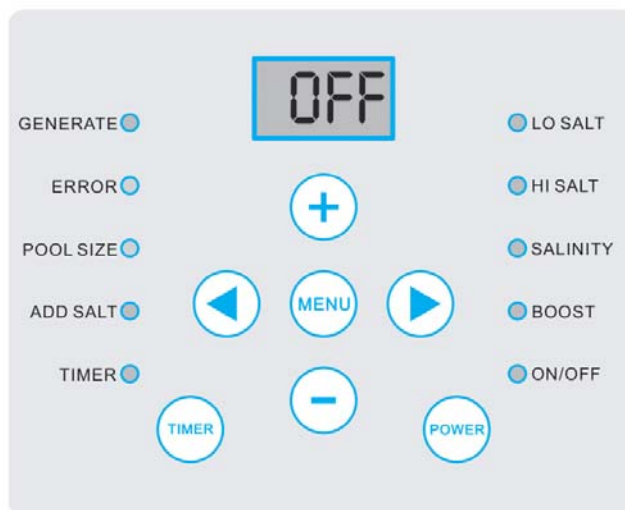 OFF
GENERATE
LO SALT
ERROR
HI SALT
POOL SIZE
SALINITY
ADD SALT
MENU
BOOST
TIMER
ON/OFF
TIMER
POWER